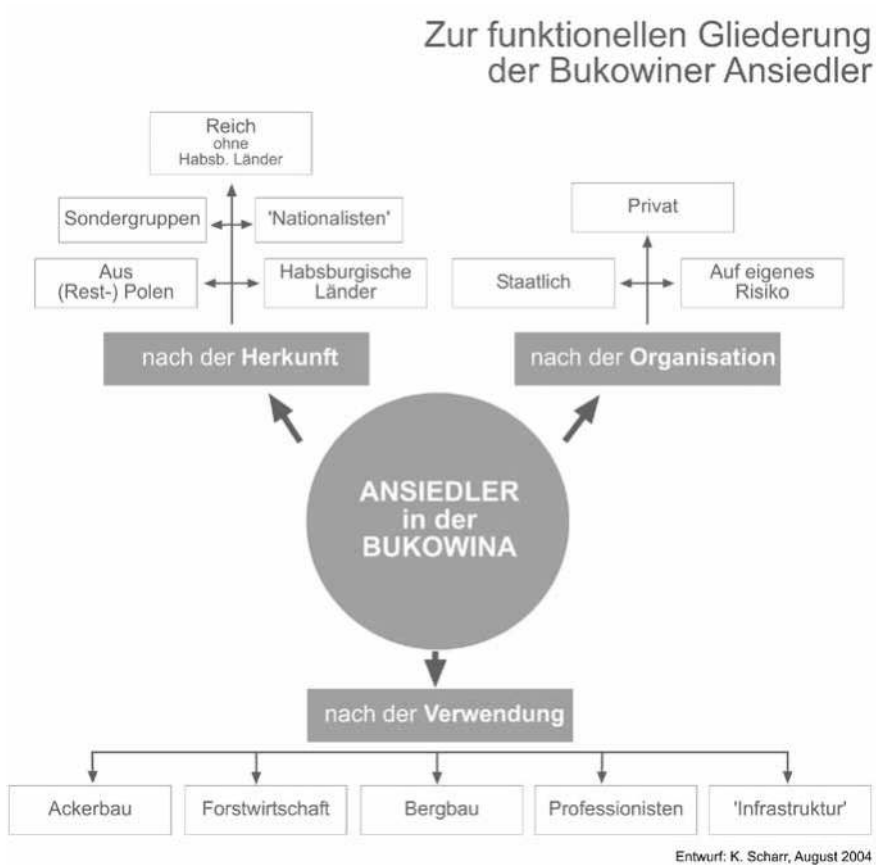 Zur funktionellen Gliederung
der Bukowiner Ansiedler
Reich
ohne
Habsb. Länder
Sondergruppen
'Nationalisten'
Aus
(Rest-) Polen
Habsburgische
Länder
nach der Herkunft
Privat
Staatlich
Auf eigenes
Risiko
nach der Organisation
ANSIEDLER
in der
BUKOWINA
nach der Verwendung
Ackerbau
Forstwirtschaft
Bergbau
Professionisten
'Infrastruktur'
Entwurf: K. Scharr, August 2004